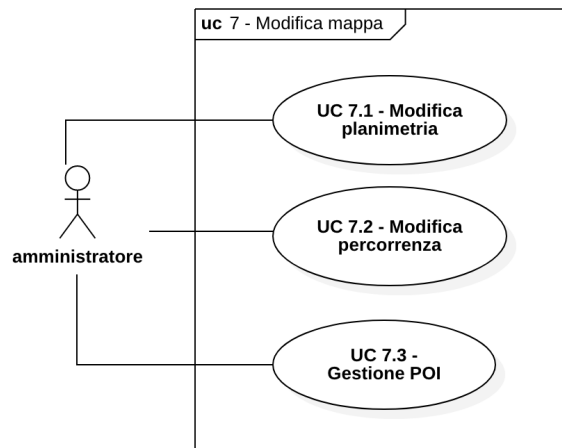 uc 7 - Modifica mappa
UC 7.1 - Modifica
planimetria
UC 7.2 - Modifica
percorrenza
amministratore
UC 7.3 -
Gestione POI